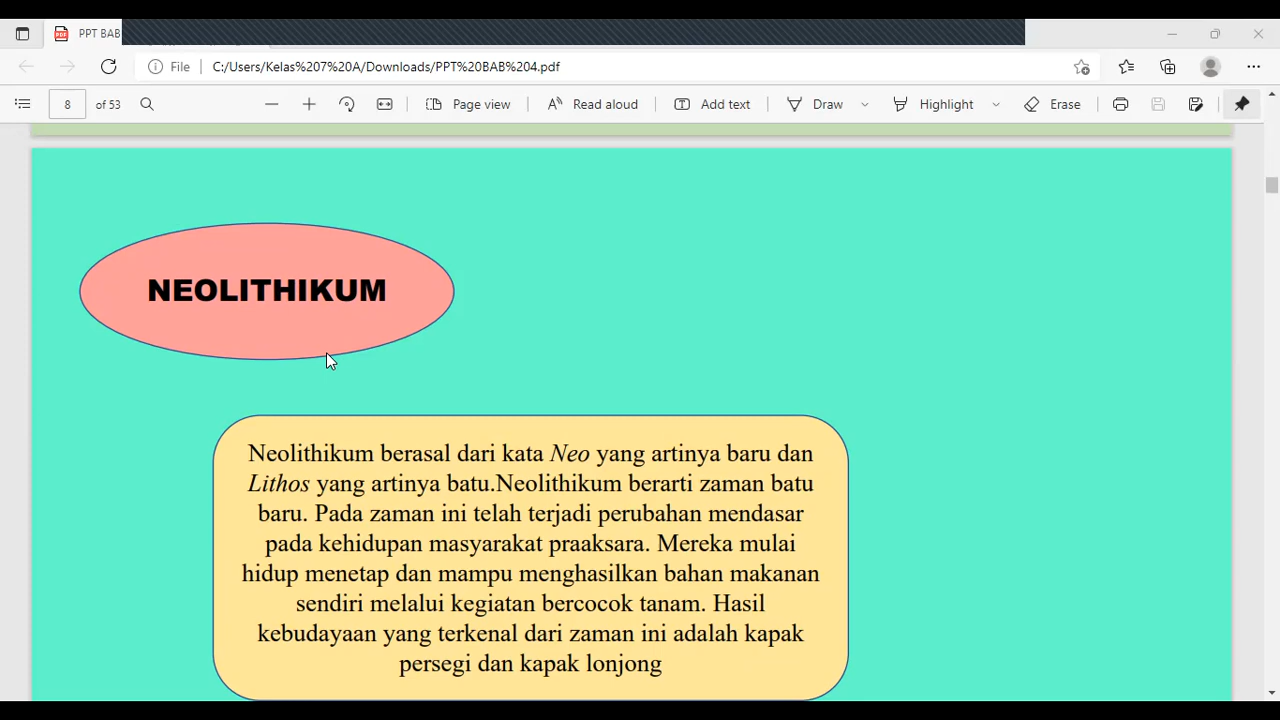 PPT BAB
File
C:/Users/Kelas%207%20A/Downloads/PPT%20BAB%204.pdf
8 of 53
Page view
Read aloud
Add text
Draw
Highlight
Erase
NEOLITHIKUM
Neolithikum berasal dari kata Neo yang artinya baru dan
Lithos yang artinya batu.Neolithikum berarti zaman batu
baru. Pada zaman ini telah terjadi perubahan mendasar
pada kehidupan masyarakat praaksara. Mereka mulai
hidup menetap dan mampu menghasilkan bahan makanan
sendiri melalui kegiatan bercocok tanam. Hasil
kebudayaan yang terkenal dari zaman ini adalah kapak
persegi dan kapak lonjong